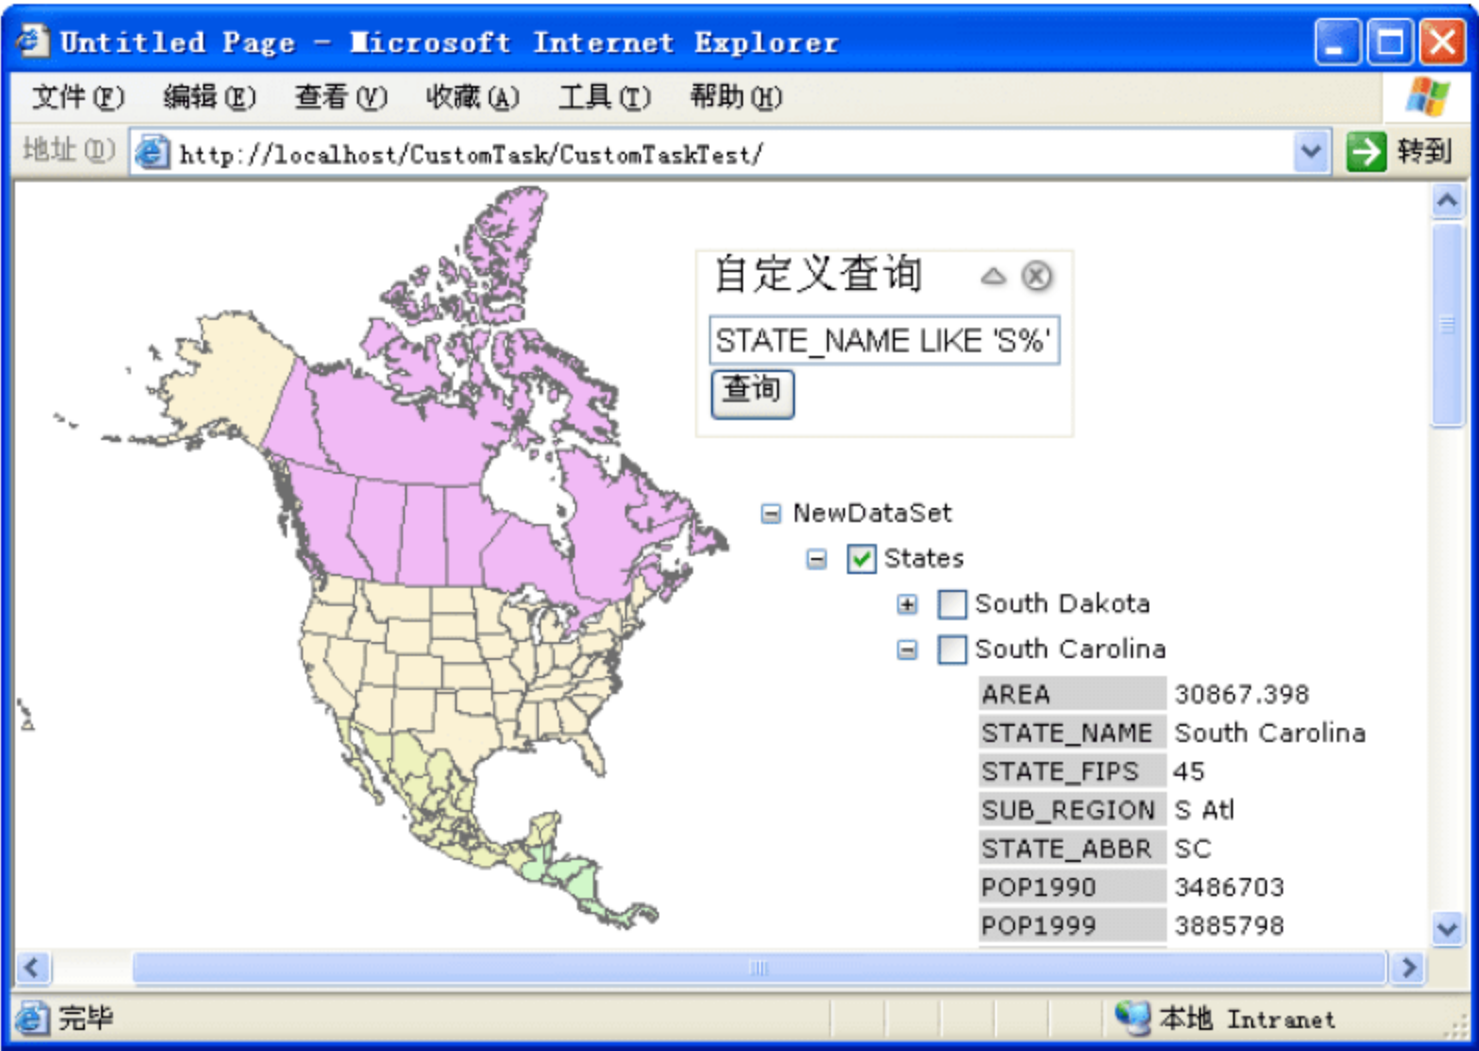 Untitled Page - Microsoft Internet Explorer
文件(F) 编辑(E) 查看(V) 收藏(A) 工具(T) 帮助(H)
地址(D) http://localhost/CustomTask/CustomTaskTest/ 转到
自定义查询
STATE_NAME LIKE 'S%'
查询
NewDataSet
States
South Dakota
South Carolina
AREA 30867.398
STATE_NAME South Carolina
STATE_FIPS 45
SUB_REGION S Atl
STATE_ABBR SC
POP1990 3486703
POP1999 3885798
完毕 本地 Intranet